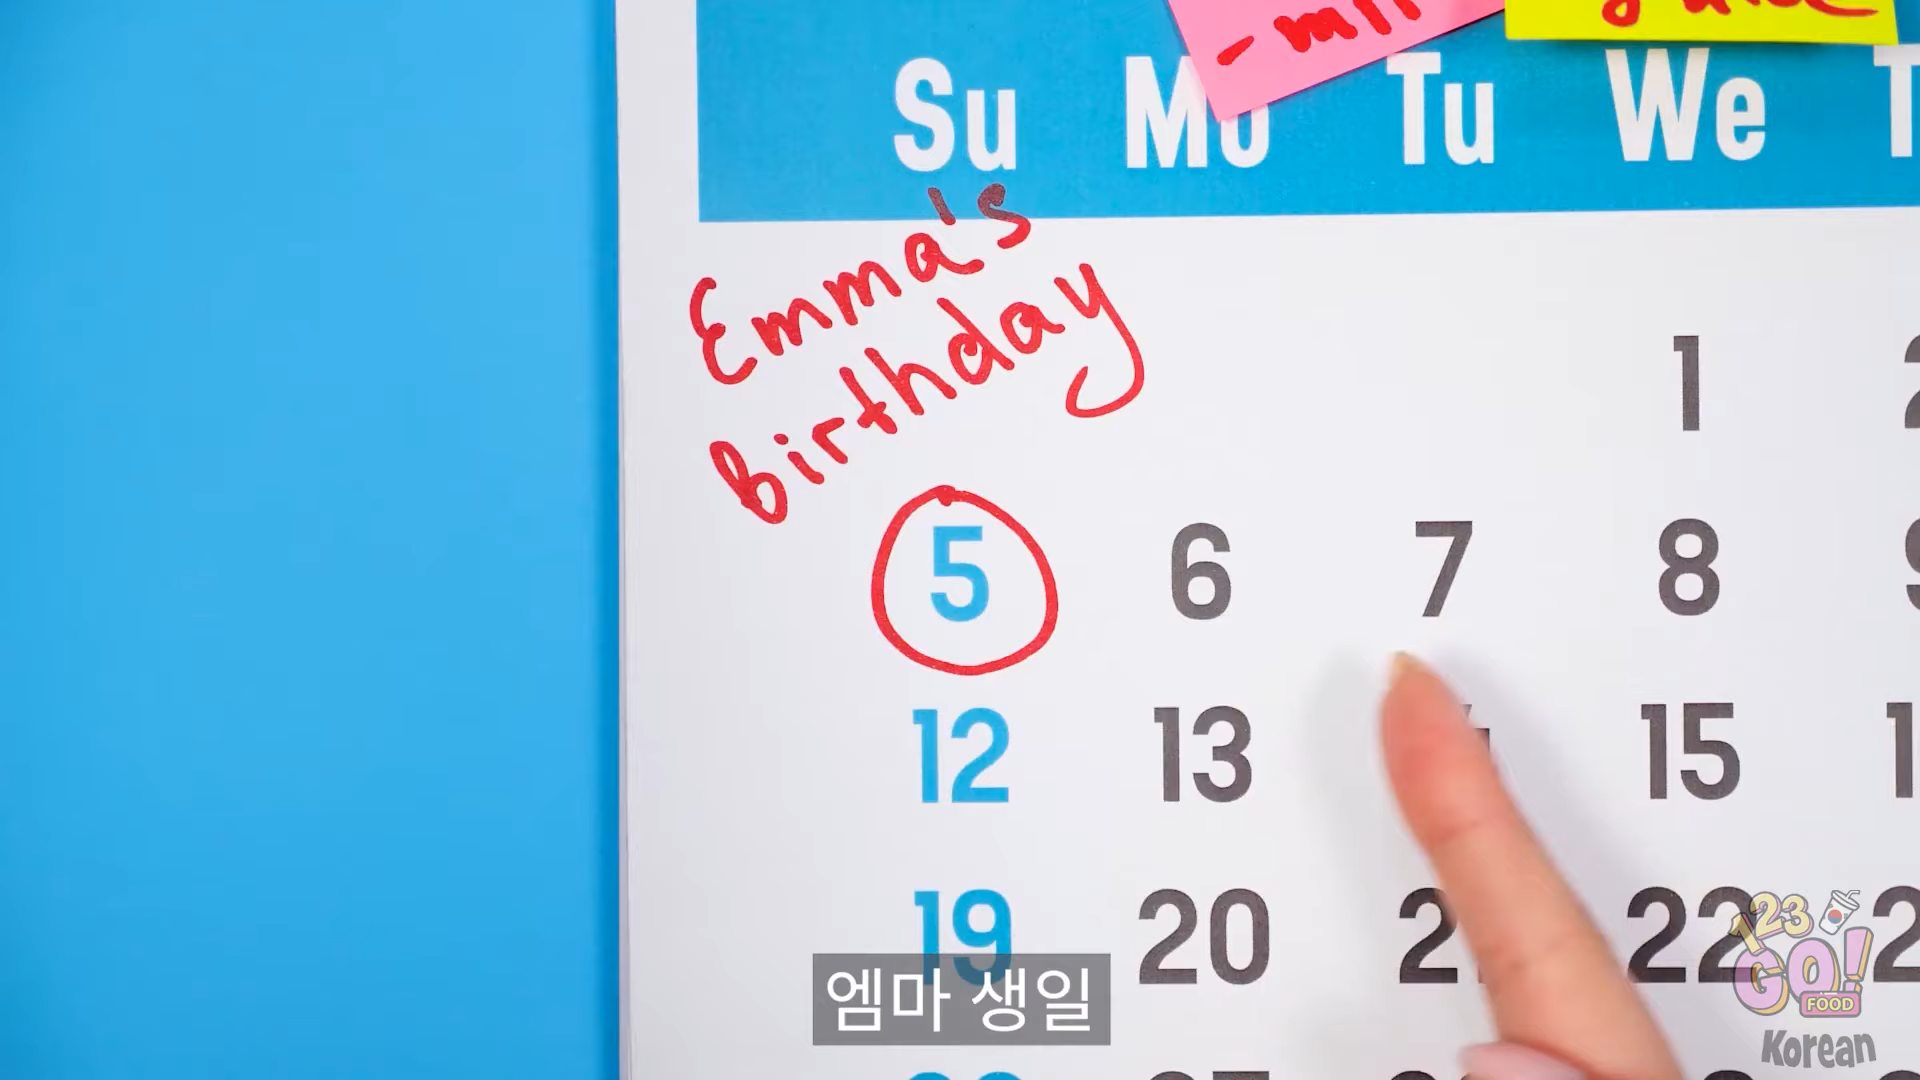 Su Mo Tu We
Emma's
Birthday
1
5 6 7 8
12 13 15
19 20 22
엠마 생일
123
GO!
FOOD
Korean